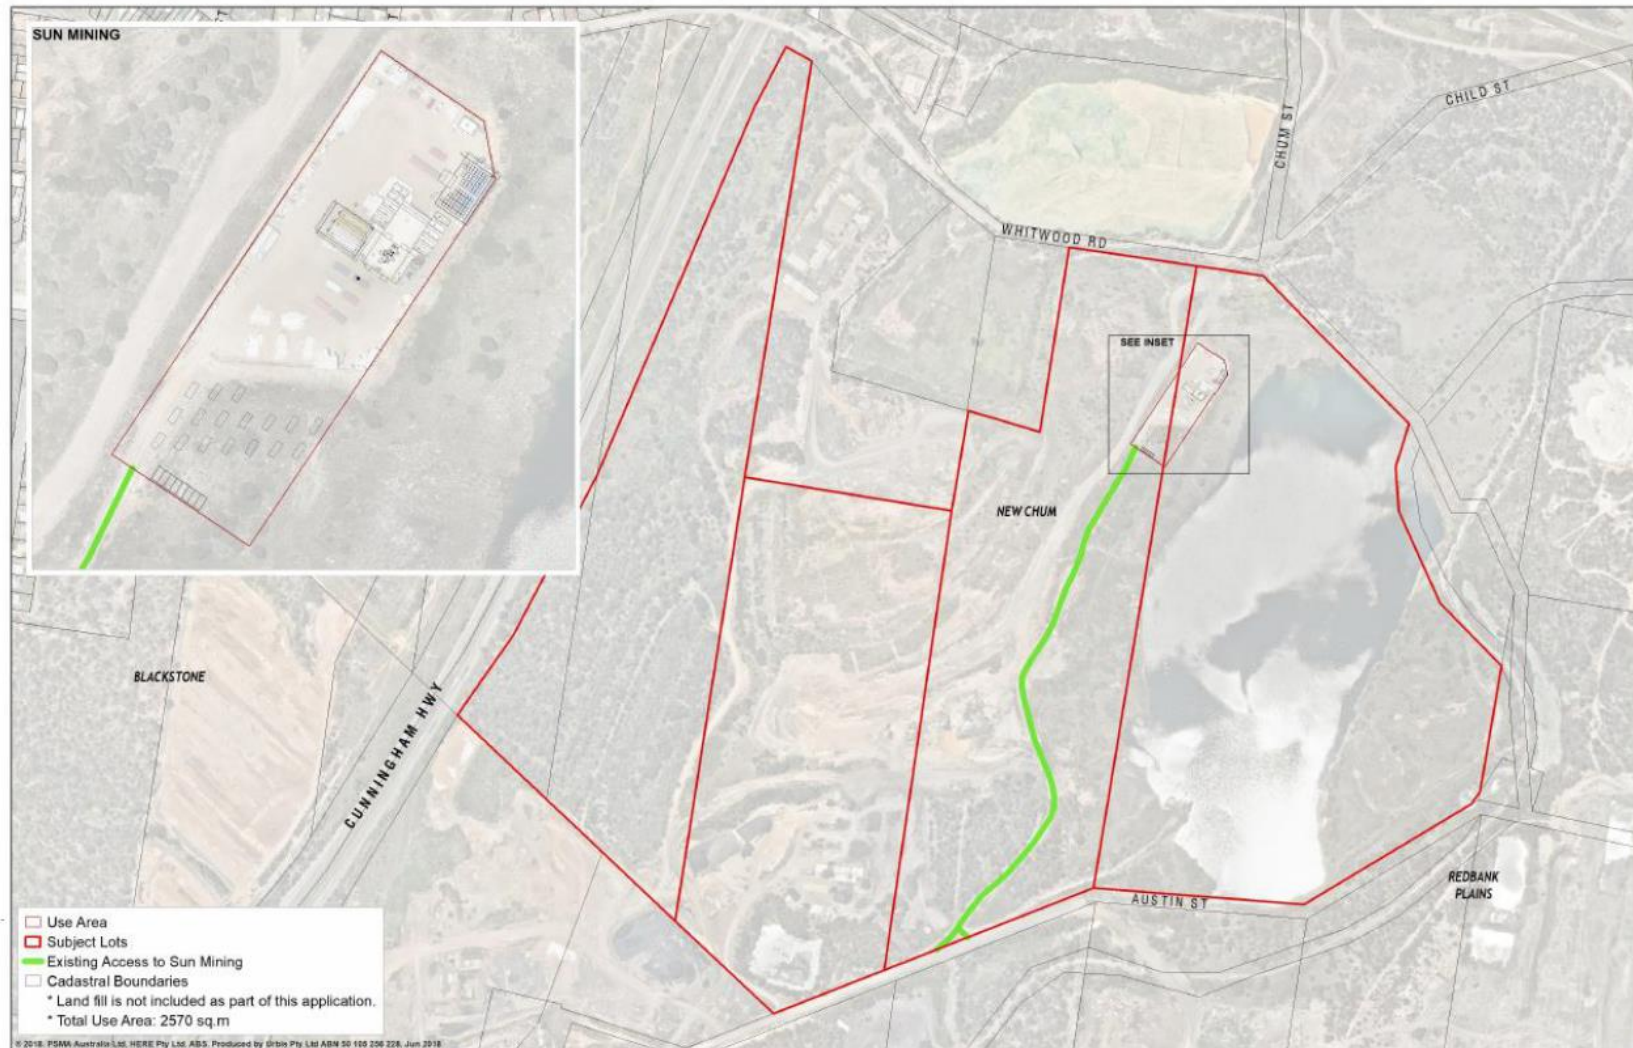 SUN MINING
CHILD ST
CHUM ST
WHITWOOD RD
SEE INSET
NEW CHUM
BLACKSTONE
CUNNINGHAM HWY
REDBANK
PLAINS
AUSTIN ST
Use Area
Subject Lots
Existing Access to Sun Mining
Cadastral Boundaries
* Land fill is not included as part of this application.
* Total Use Area: 2570 sq.m
© 2018. PSMA Australia Ltd, HERE Pty Ltd, ABS. Produced by Urbis Pty Ltd ABN 50 105 256 228, Jun 2018